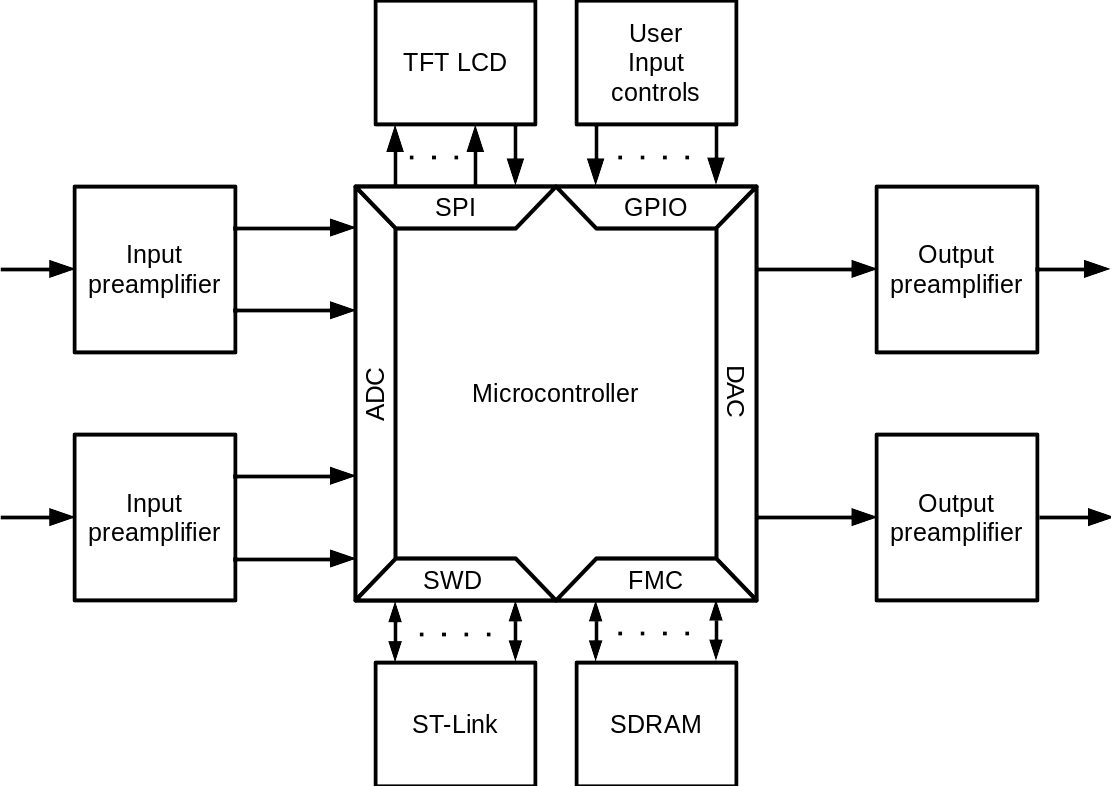 TFT LCD
User
Input
controls
SPI
GPIO
Input
preamplifier
Output
preamplifier
ADC
Microcontroller
DAC
Input
preamplifier
Output
preamplifier
SWD
FMC
ST-Link
SDRAM